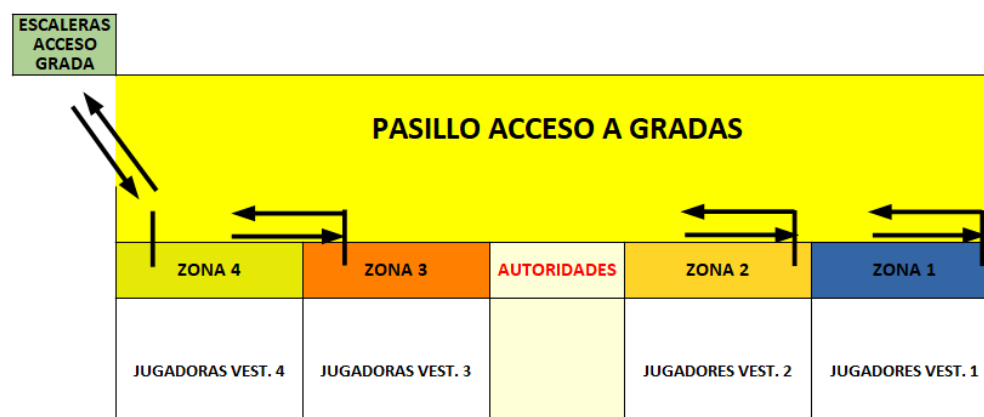 ESCALERAS
ACCESO
GRADA
PASILLO ACCESO A GRADAS
ZONA 4
ZONA 3
AUTORIDADES
ZONA 2
ZONA 1
JUGADORAS VEST. 4
JUGADORAS VEST. 3
JUGADORES VEST. 2
JUGADORES VEST. 1